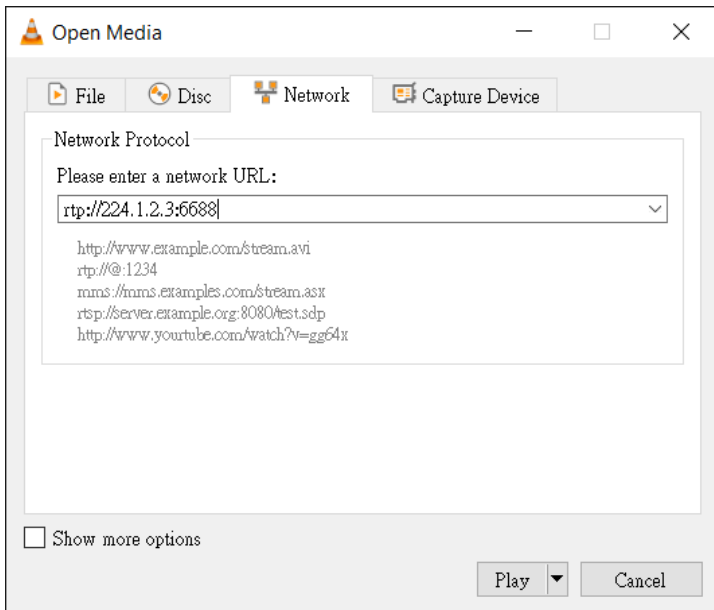 Open Media
File Disc Network Capture Device
Network Protocol
Please enter a network URL:
rtp://224.1.2.3:6688
http://www.example.com/stream.avi
rtp://@:1234
mms://mms.examples.com/stream.asx
rtsp://server.example.org:8080/test.sdp
http://www.yourtube.com/watch?v=gg64x
Show more options
Play Cancel